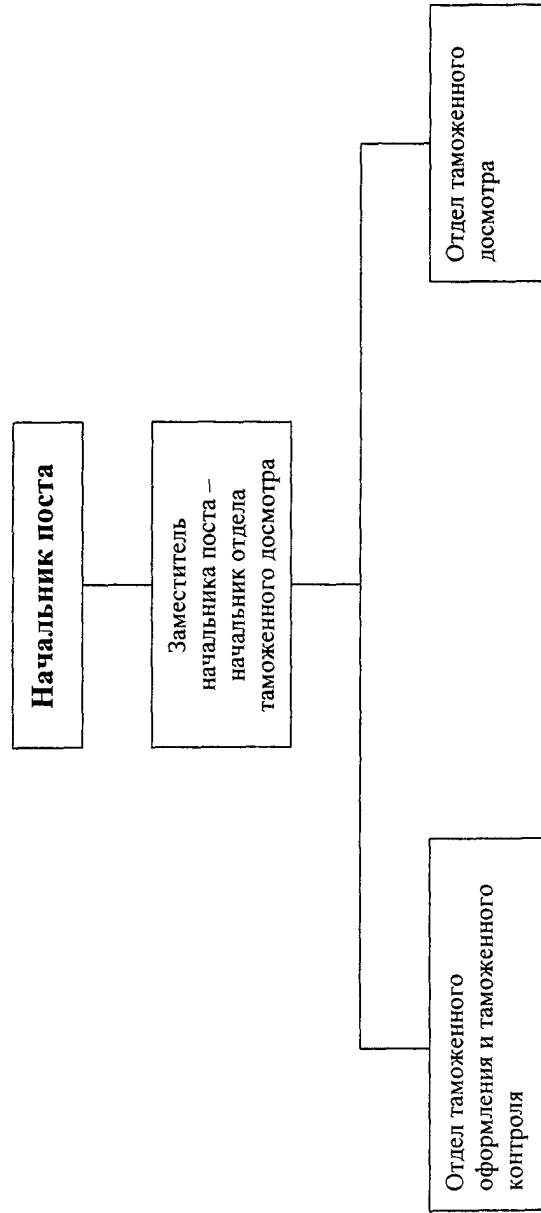 Начальник поста
Заместитель
начальника поста –
начальник отдела
таможенного досмотра
Отдел таможенного
оформления и таможенного
контроля
Отдел таможенного
досмотра